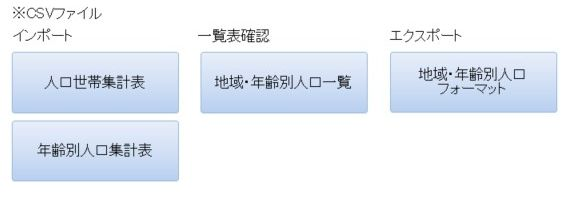 ※CSVファイル
インポート
一覧表確認
エクスポート
人口世帯集計表
地域・年齢別人口一覧
地域・年齢別人口
フォーマット
年齢別人口集計表